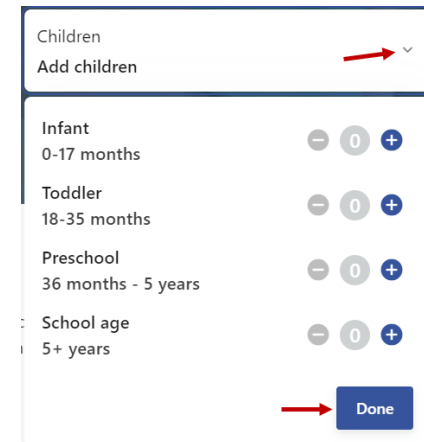 Children
Add children
Infant
0-17 months
0
Toddler
18-35 months
0
Preschool
36 months - 5 years
0
School age
5+ years
0
Done